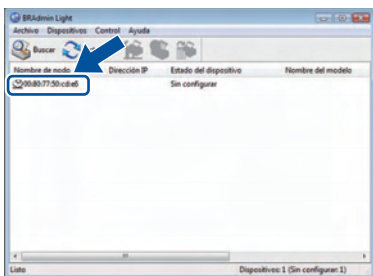 BRAdmin Light
Archivo Dispositivos Control Ayuda
Buscar
Nombre de nodo Dirección IP Estado del dispositivo Nombre del modelo
00:80:77:50:cd:e6 Sin configurar
Listo Dispositivos: 1 (Sin configurar: 1)